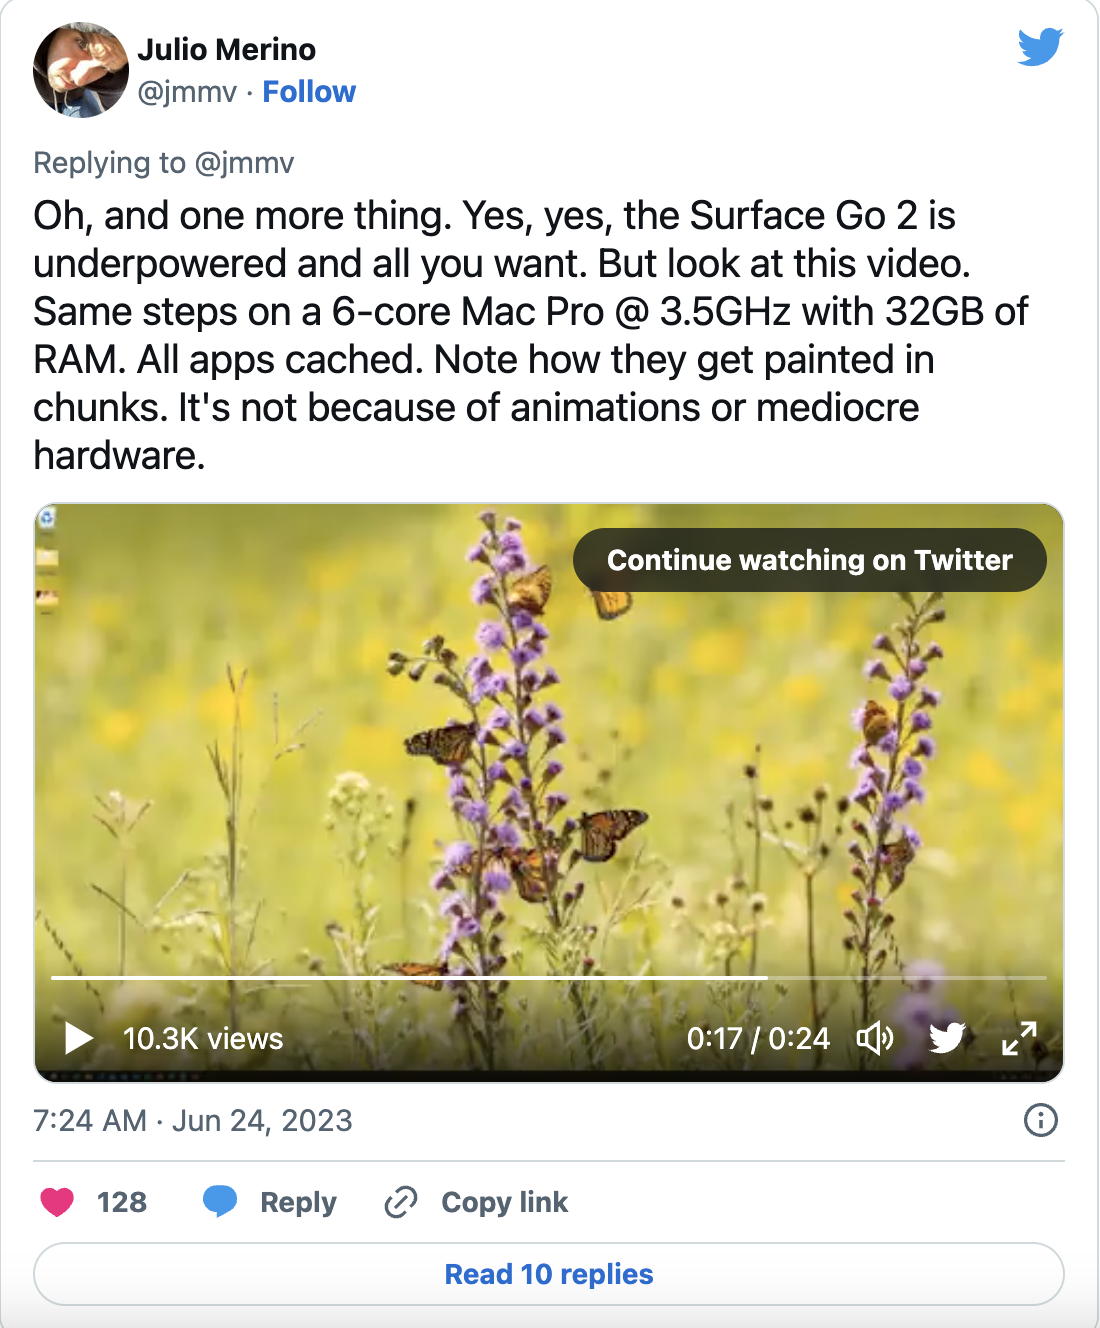 Julio Merino
@jmmv · Follow
Replying to @jmmv
Oh, and one more thing. Yes, yes, the Surface Go 2 is
underpowered and all you want. But look at this video.
Same steps on a 6-core Mac Pro @ 3.5GHz with 32GB of
RAM. All apps cached. Note how they get painted in
chunks. It's not because of animations or mediocre
hardware.
Continue watching on Twitter
10.3K views
0:17 / 0:24
7:24 AM · Jun 24, 2023
128
Reply
Copy link
Read 10 replies